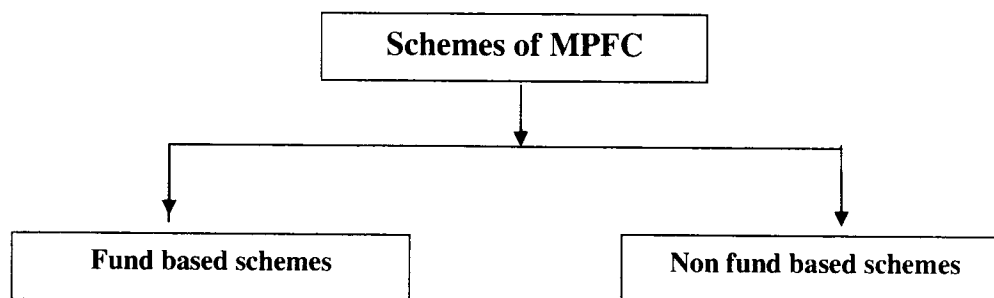 Schemes of MPFC
Fund based schemes
Non fund based schemes